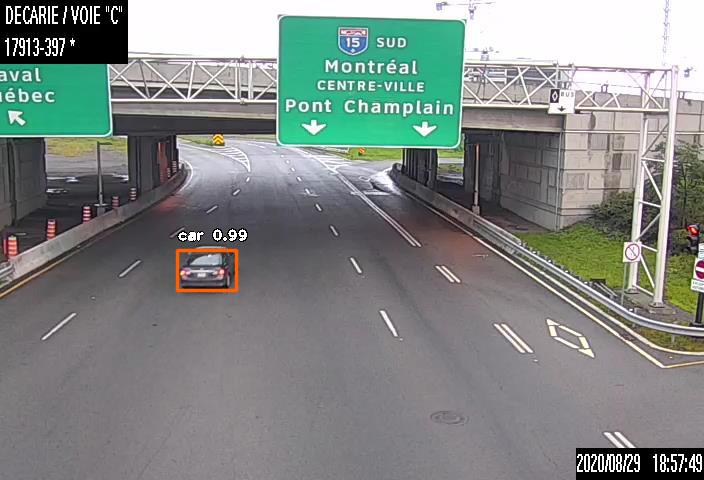 DECARIE / VOIE "C"
17913-397 *
aval
uébec
15 SUD
Montréal
CENTRE-VILLE
Pont Champlain
BUS
car 0.99
2020/08/29 18:57:49